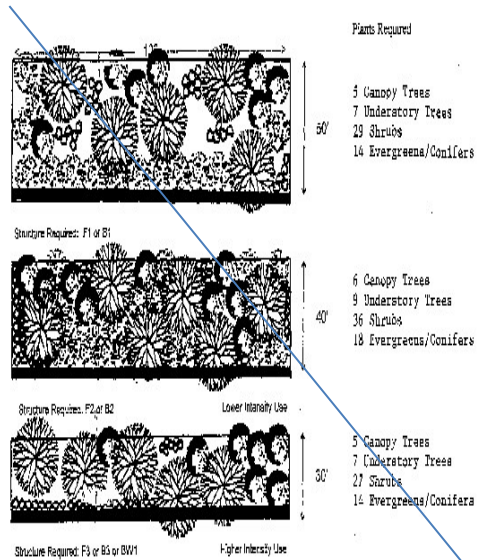 Plants Required
5 Canopy Trees
7 Understory Trees
29 Shrubs
14 Evergreens/Conifers
Structure Required: F1 or B1
40'
6 Canopy Trees
9 Understory Trees
36 Shrubs
18 Evergreens/Conifers
Structure Required: F2 or B2 Lower Intensity Use
5 Canopy Trees
7 Understory Trees
27 Shrubs
14 Evergreens/Conifers
Structure Required: F3 or B3 or BW1 Higher Intensity Use